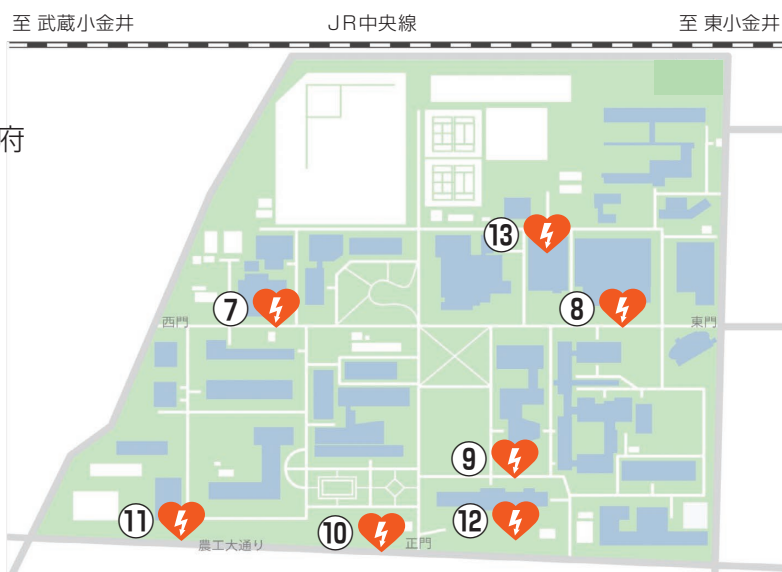 至 武蔵小金井
JR中央線
至 東小金井
府
⑬
⑦
⑧
西門
東門
⑨
⑪
⑩
⑫
農工大通り
正門